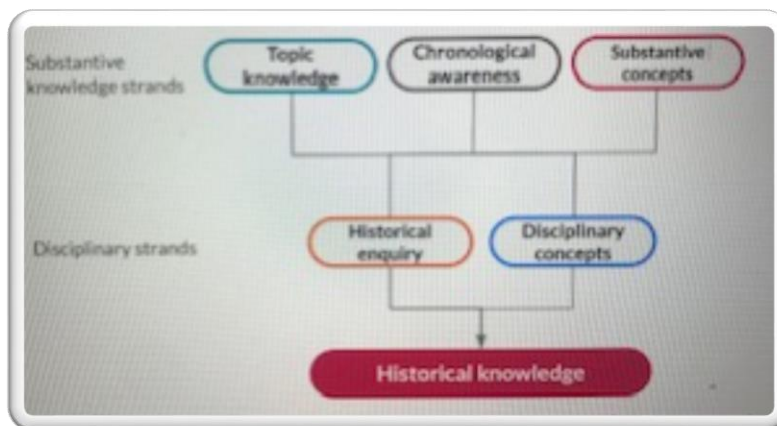 Substantive
knowledge strands
Topic
knowledge
Chronological
awareness
Substantive
concepts
Disciplinary strands
Historical
enquiry
Disciplinary
concepts
Historical knowledge